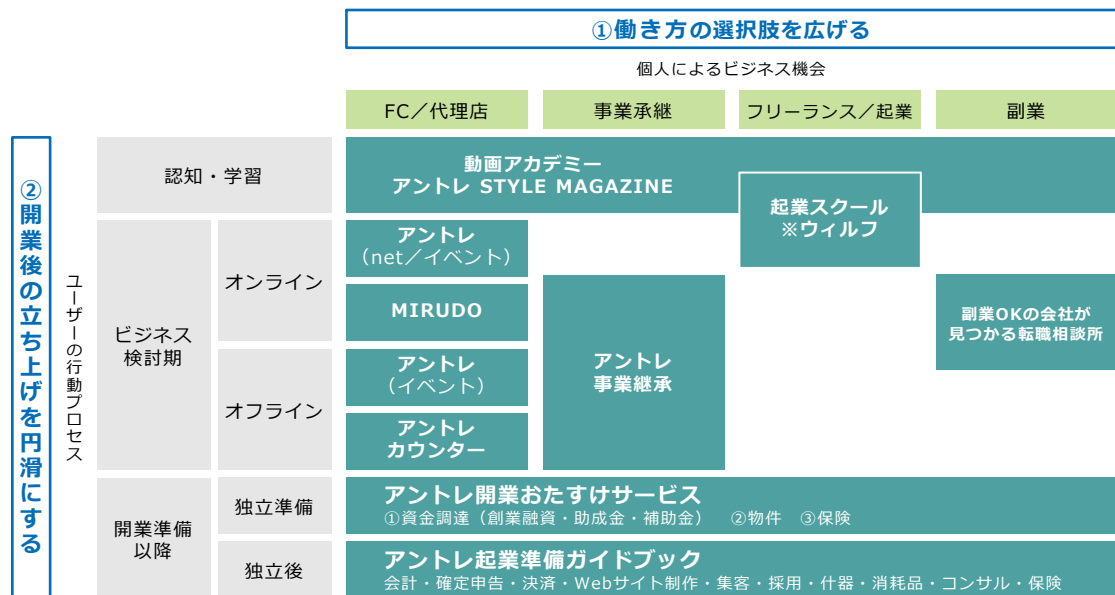 ①働き方の選択肢を広げる
個人によるビジネス機会
FC／代理店
事業承継
フリーランス／起業
副業
②開業後の立ち上げを円滑にする
ユーザーの行動プロセス
認知・学習
動画アカデミー
アントレ STYLE MAGAZINE
起業スクール
※ウィルフ
ビジネス
検討期
オンライン
アントレ
（net／イベント）
MIRUDO
アントレ
事業継承
副業OKの会社が
見つかる転職相談所
オフライン
アントレ
（イベント）
アントレ
カウンター
開業準備
以降
独立準備
アントレ開業おたすけサービス
①資金調達（創業融資・助成金・補助金）　②物件　③保険
独立後
アントレ起業準備ガイドブック
会計・確定申告・決済・Webサイト制作・集客・採用・什器・消耗品・コンサル・保険